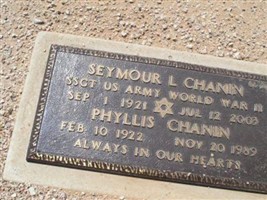 SEYMOUR L CHANIN
SSGT US ARMY WORLD WAR II
SEP 1 1921 JUL 12 2003
PHYLLIS CHANIN
FEB 10 1922 NOV 20 1989
ALWAYS IN OUR HEARTS